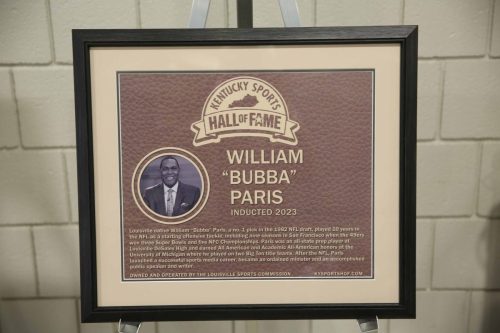 KENTUCKY SPORTS
HALL OF FAME
WILLIAM
"BUBBA"
PARIS
INDUCTED 2023
Louisville native William "Bubba" Paris, a no. 1 pick in the 1982 NFL draft, played 10 years in
the NFL as a starting offensive tackle, including nine seasons in San Francisco when the 49ers
won three Super Bowls and five NFC Championships. Paris was an all-state prep player at
Louisville DeSales High and earned All American and Academic All-American honors at the
University of Michigan where he played on two Big Ten title teams. After the NFL, Paris
launched a successful sports media career, became an ordained minister and an accomplished
public speaker and writer.
OWNED AND OPERATED BY THE LOUISVILLE SPORTS COMMISSION
KYSPORTSHOF.COM